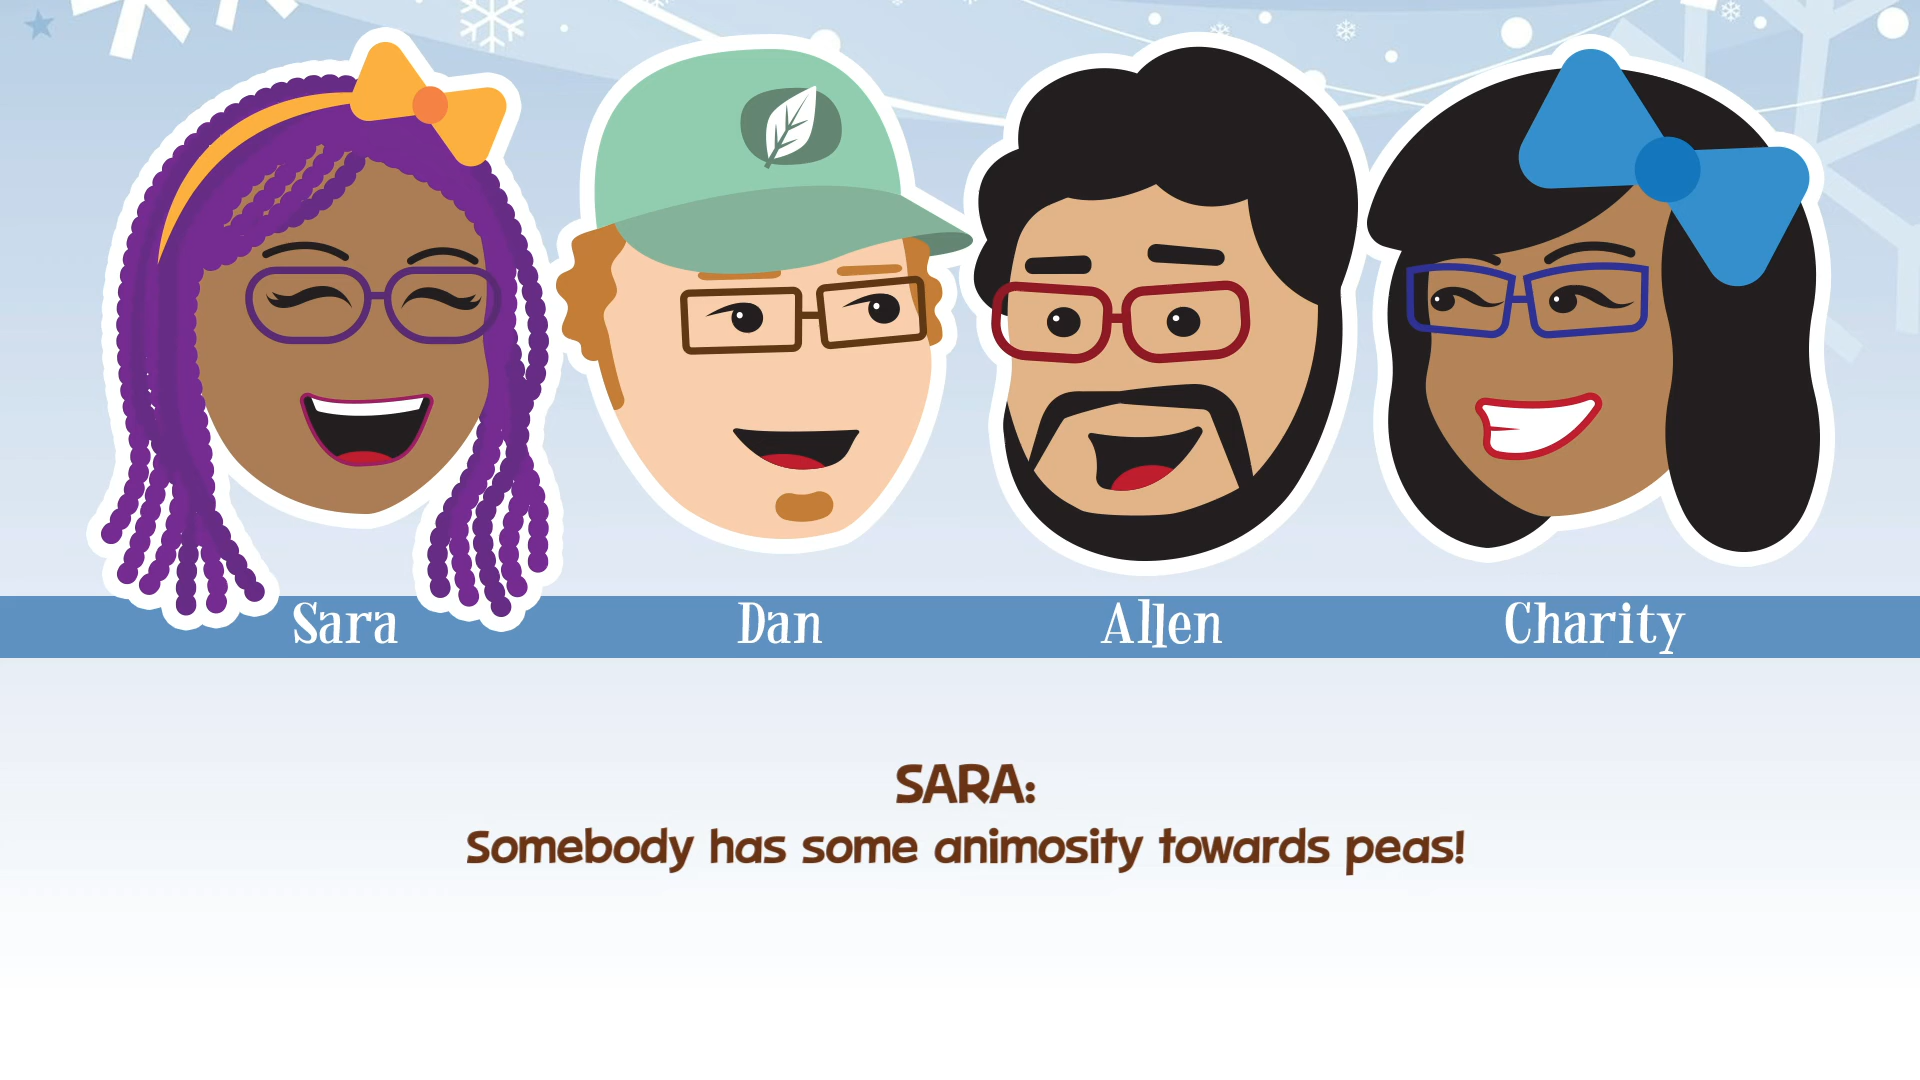 Sara
Dan
Allen
Charity
SARA:
Somebody has some animosity towards peas!